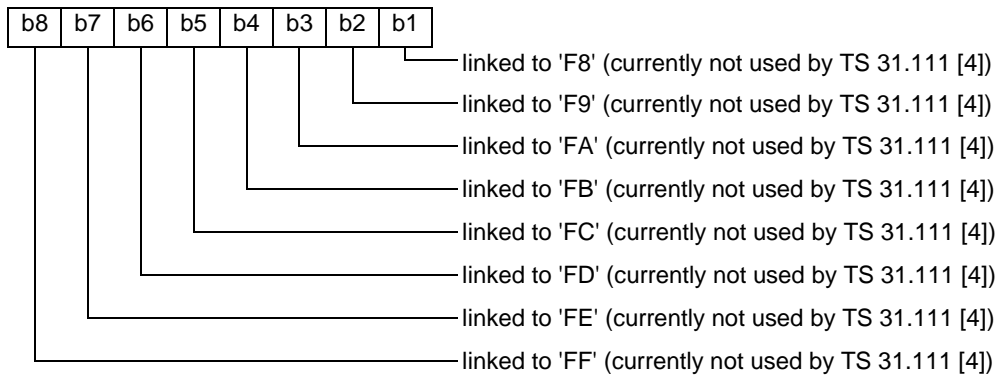 b8 b7 b6 b5 b4 b3 b2 b1
linked to 'F8' (currently not used by TS 31.111 [4])
linked to 'F9' (currently not used by TS 31.111 [4])
linked to 'FA' (currently not used by TS 31.111 [4])
linked to 'FB' (currently not used by TS 31.111 [4])
linked to 'FC' (currently not used by TS 31.111 [4])
linked to 'FD' (currently not used by TS 31.111 [4])
linked to 'FE' (currently not used by TS 31.111 [4])
linked to 'FF' (currently not used by TS 31.111 [4])